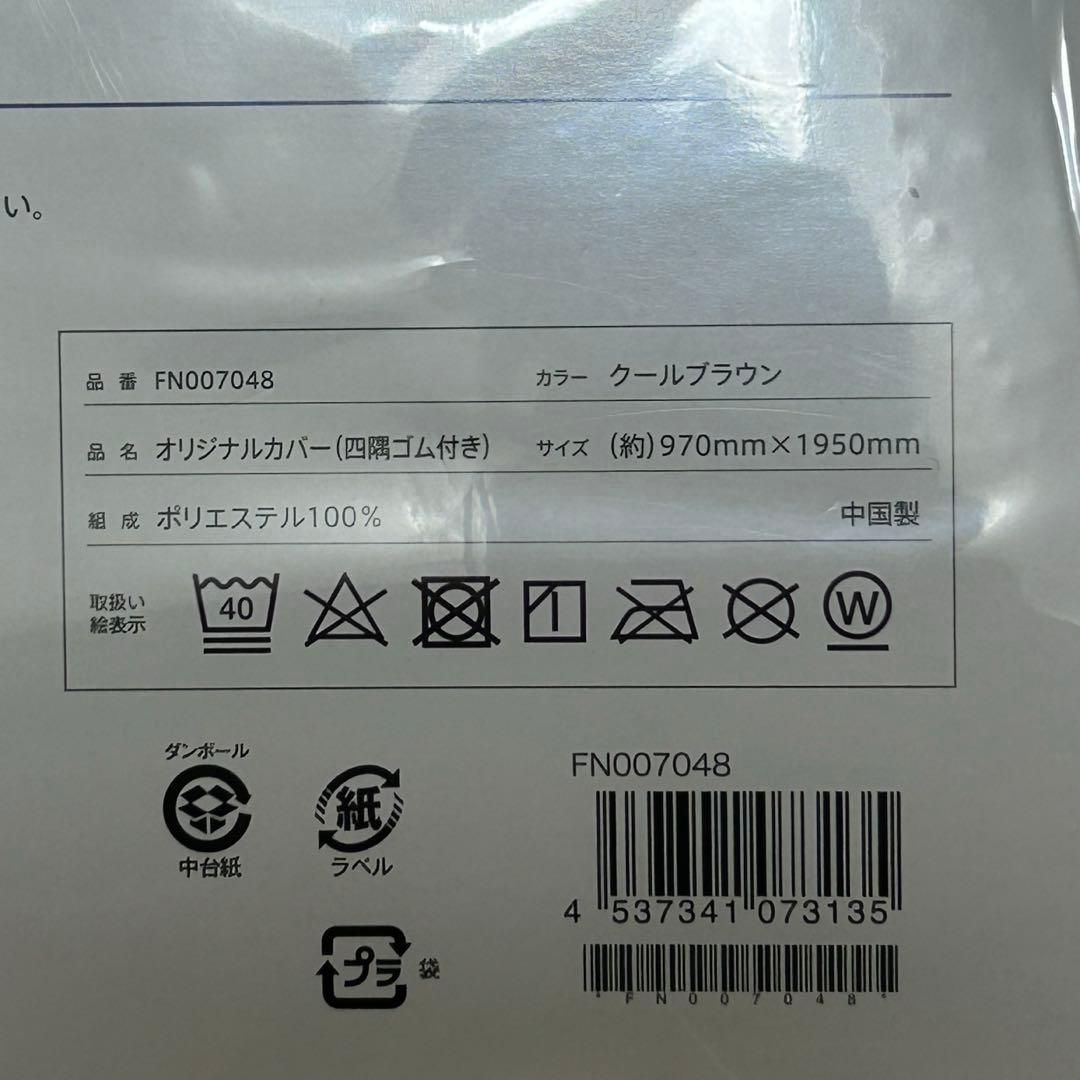 い。
品番 FN007048 カラー クールブラウン
品名 オリジナルカバー(四隅ゴム付き) サイズ (約)970mm×1950mm
組成 ポリエステル100% 中国製
取扱い
絵表示
40 W
ダンボール
中台紙
紙
ラベル
プラ 袋
FN007048
4 537341 073135
*FN007048*